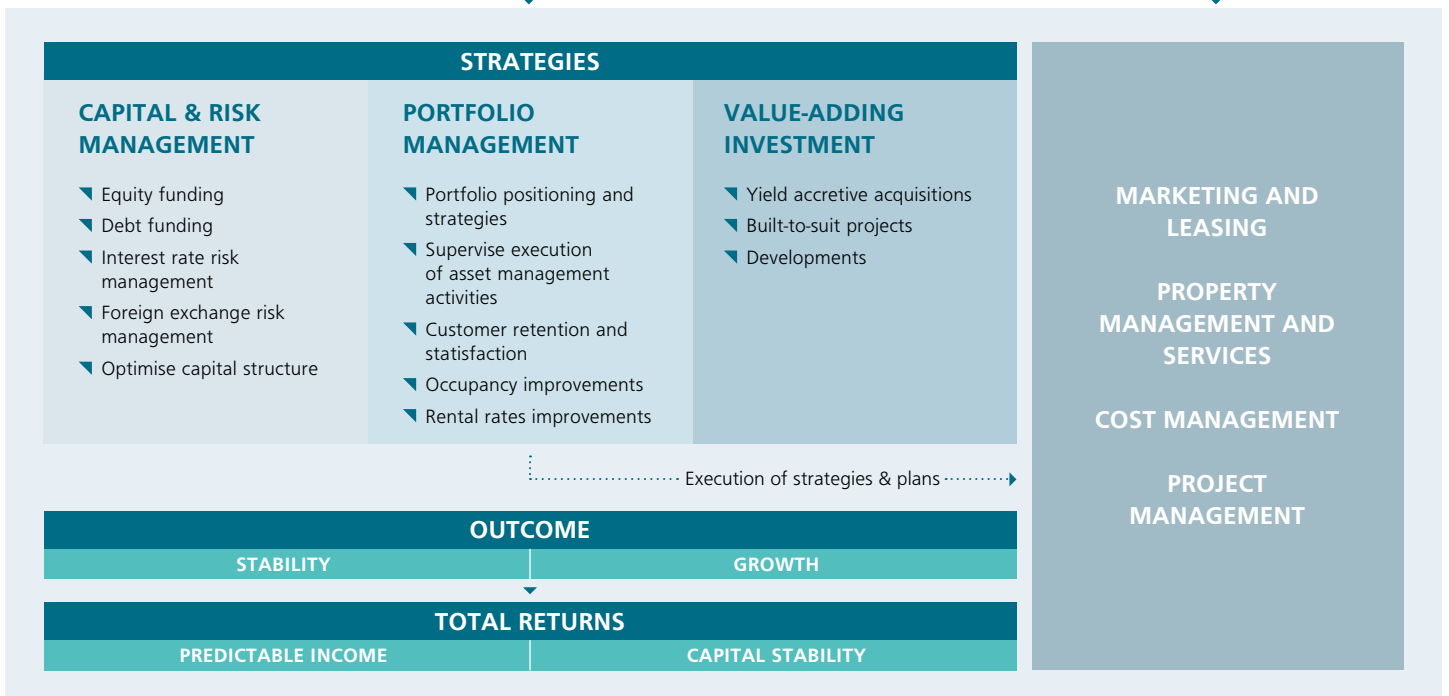 STRATEGIES
CAPITAL & RISK
MANAGEMENT
Equity funding
Debt funding
Interest rate risk
management
Foreign exchange risk
management
Optimise capital structure
PORTFOLIO
MANAGEMENT
Portfolio positioning and
strategies
Supervise execution
of asset management
activities
Customer retention and
statisfaction
Occupancy improvements
Rental rates improvements
VALUE-ADDING
INVESTMENT
Yield accretive acquisitions
Built-to-suit projects
Developments
Execution of strategies & plans
OUTCOME
STABILITY
GROWTH
TOTAL RETURNS
PREDICTABLE INCOME
CAPITAL STABILITY
MARKETING AND
LEASING
PROPERTY
MANAGEMENT AND
SERVICES
COST MANAGEMENT
PROJECT
MANAGEMENT